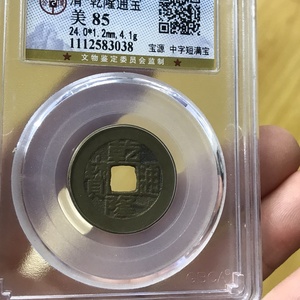 清 乾隆通宝
美 85
24.0*1.2mm, 4.1g
1112583038
宝源 中字短满宝
文物鉴定委员会监制
乾隆通寶